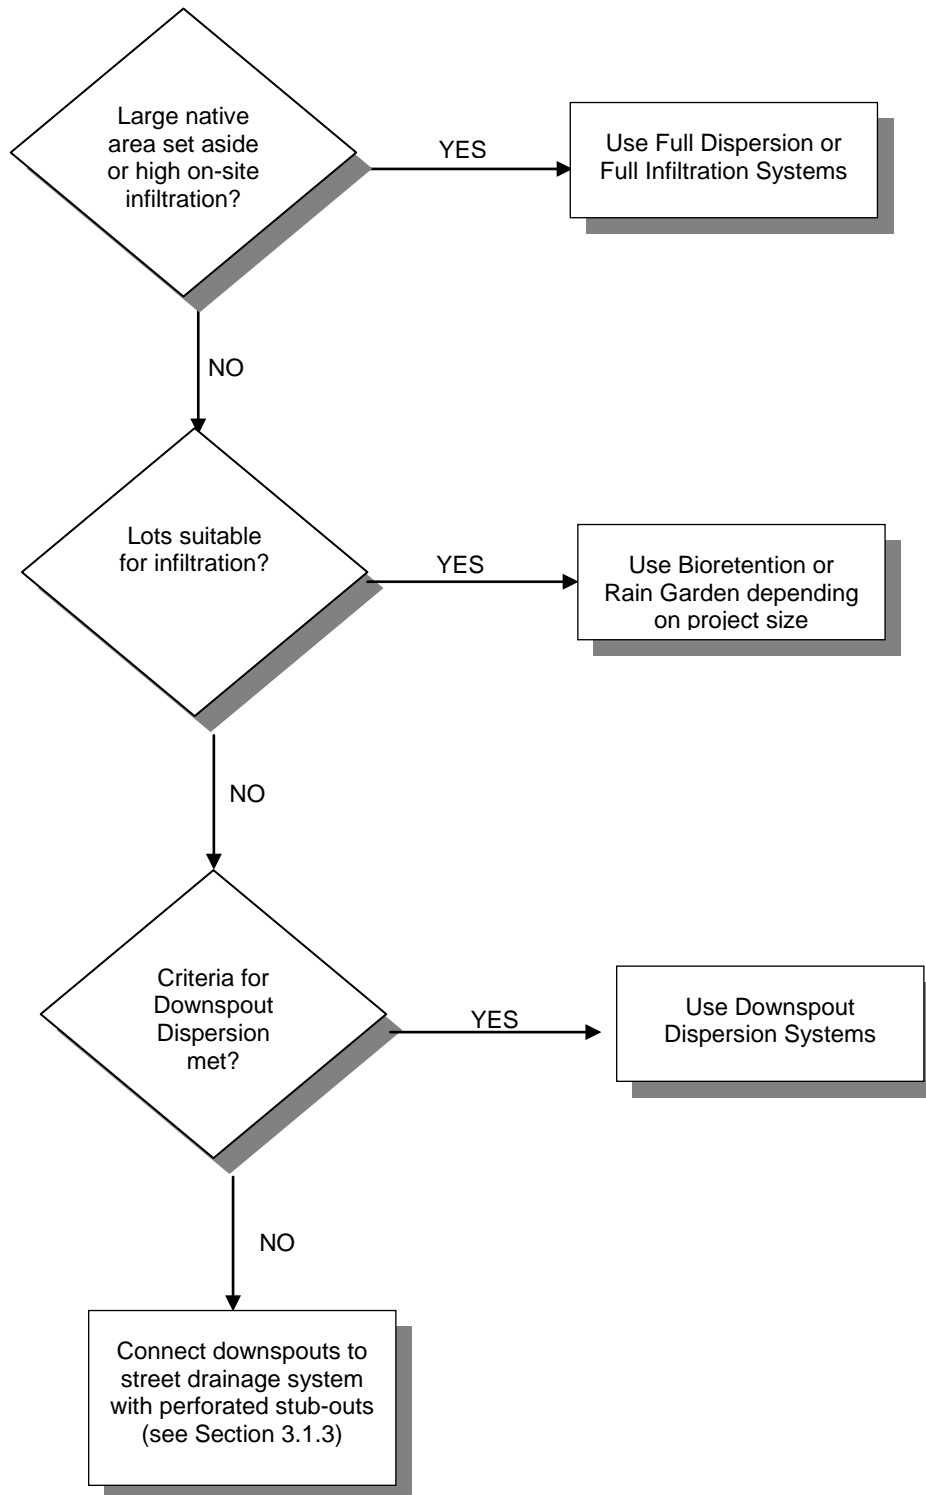 Large native
area set aside
or high on-site
infiltration?
YES
Use Full Dispersion or
Full Infiltration Systems
NO
Lots suitable
for infiltration?
YES
Use Bioretention or
Rain Garden depending
on project size
NO
Criteria for
Downspout
Dispersion
met?
YES
Use Downspout
Dispersion Systems
NO
Connect downspouts to
street drainage system
with perforated stub-outs
(see Section 3.1.3)